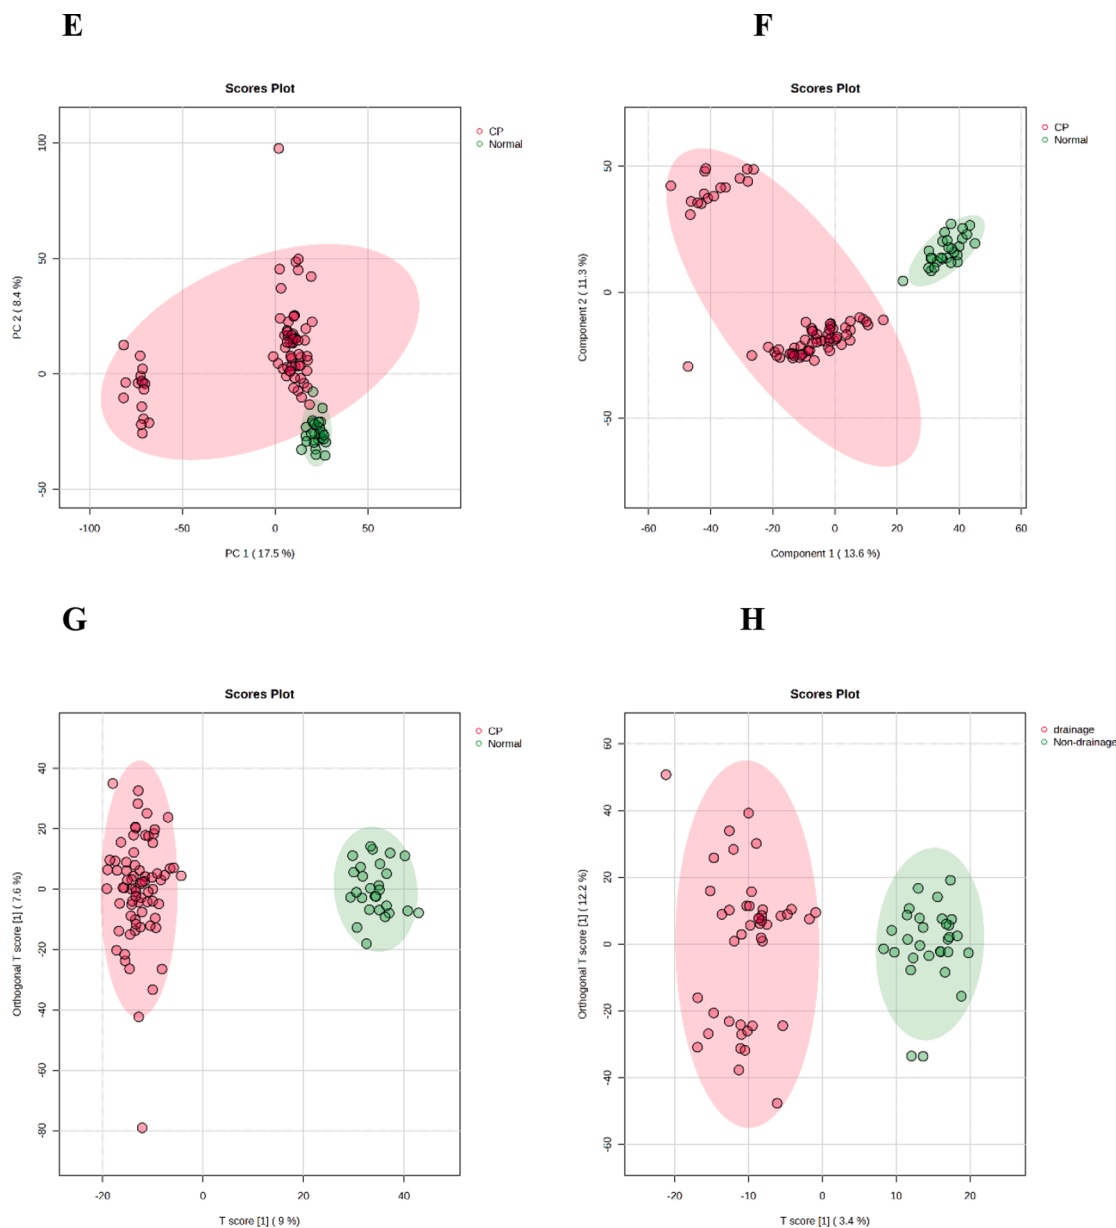 E
F
Scores Plot
Scores Plot
CP
Normal
CP
Normal
100
50
0
-50
PC 2 ( 8.4 %)
-100
-50
0
50
PC 1 ( 17.5 %)
50
0
-50
Component 2 ( 11.3 %)
-60
-40
-20
0
20
40
60
Component 1 ( 13.6 %)
G
H
Scores Plot
Scores Plot
CP
Normal
drainage
Non-drainage
40
20
0
-20
-40
-60
-80
Orthogonal T score [1] ( 7.6 %)
-20
0
20
40
T score [1] ( 9 %)
60
40
20
0
-20
-40
-60
Orthogonal T score [1] ( 12.2 %)
-20
-10
0
10
20
T score [1] ( 3.4 %)